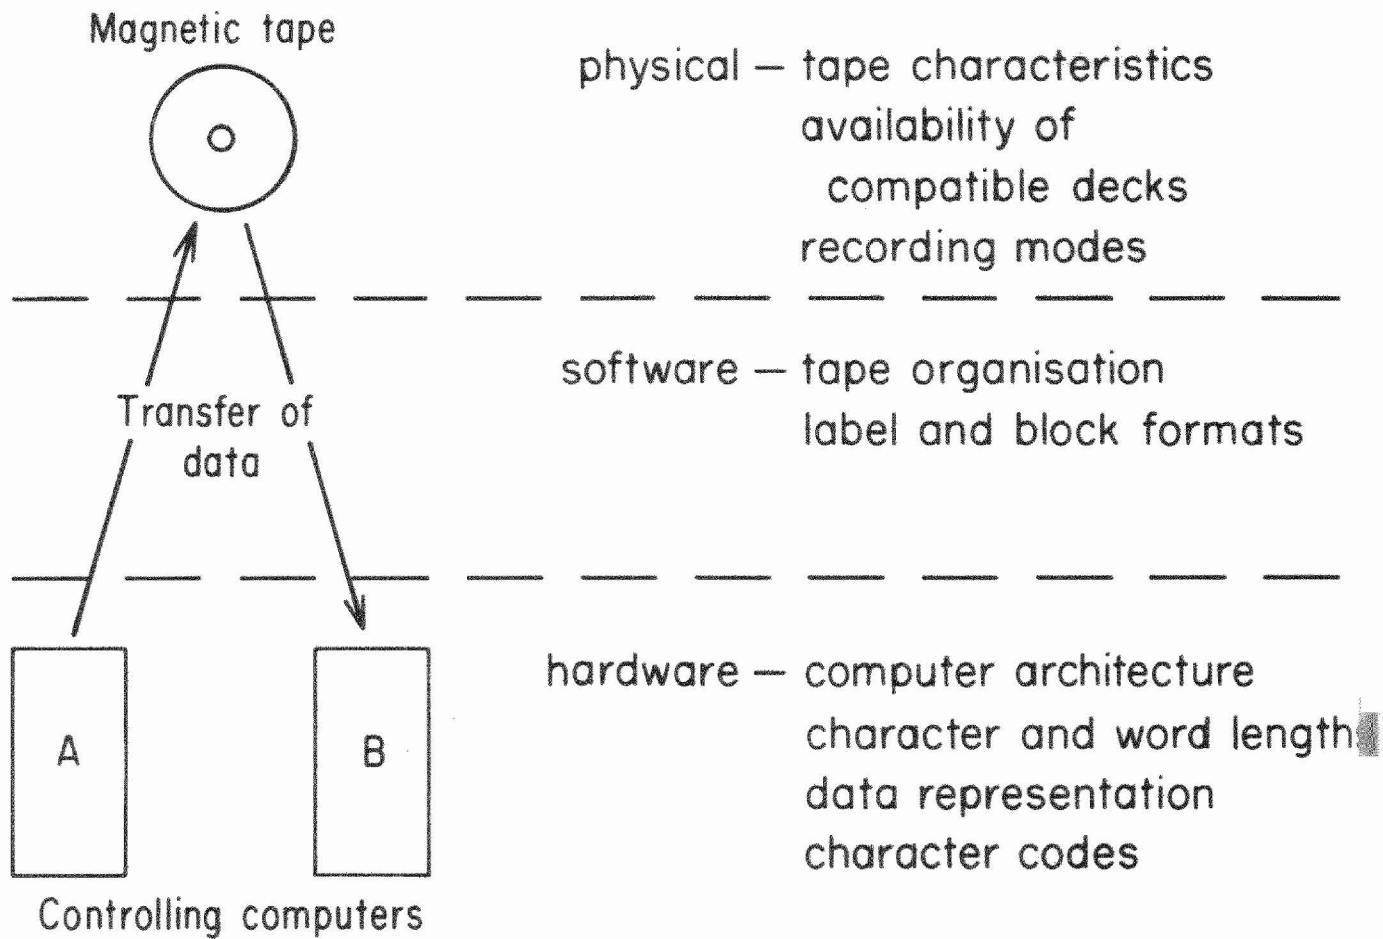 Magnetic tape
physical — tape characteristics
availability of
compatible decks
recording modes
software — tape organisation
label and block formats
Transfer of
data
hardware — computer architecture
character and word length
data representation
character codes
A
B
Controlling computers